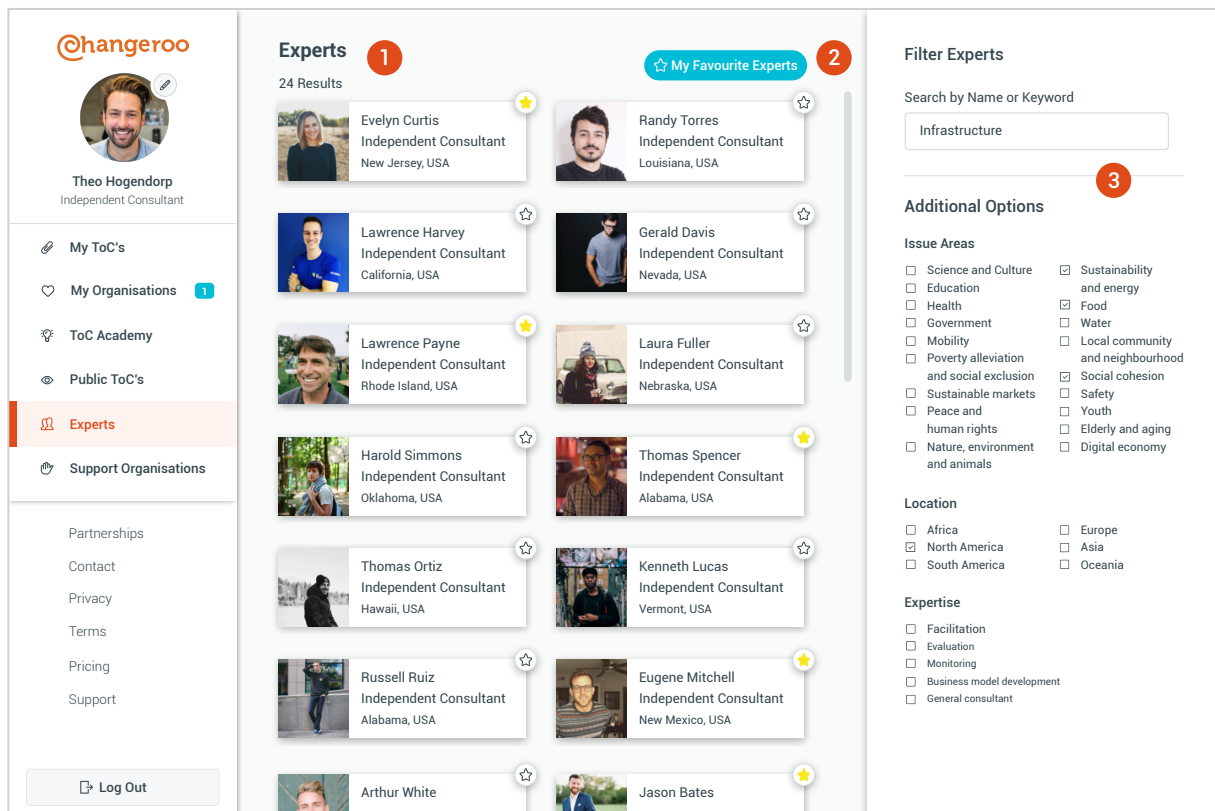 @hangeroo
Theo Hogendorp
Independent Consultant
My ToC's
My Organisations 1
ToC Academy
Public ToC's
Experts
Support Organisations
Partnerships
Contact
Privacy
Terms
Pricing
Support
Log Out
Experts
1
24 Results
My Favourite Experts
2
Evelyn Curtis
Independent Consultant
New Jersey, USA
Randy Torres
Independent Consultant
Louisiana, USA
Lawrence Harvey
Independent Consultant
California, USA
Gerald Davis
Independent Consultant
Nevada, USA
Lawrence Payne
Independent Consultant
Rhode Island, USA
Laura Fuller
Independent Consultant
Nebraska, USA
Harold Simmons
Independent Consultant
Oklahoma, USA
Thomas Spencer
Independent Consultant
Alabama, USA
Thomas Ortiz
Independent Consultant
Hawaii, USA
Kenneth Lucas
Independent Consultant
Vermont, USA
Russell Ruiz
Independent Consultant
Alabama, USA
Eugene Mitchell
Independent Consultant
New Mexico, USA
Arthur White
Jason Bates
Filter Experts
Search by Name or Keyword
Infrastructure
3
Additional Options
Issue Areas
Science and Culture
Education
Health
Government
Mobility
Poverty alleviation
and social exclusion
Sustainable markets
Peace and
human rights
Nature, environment
and animals
Sustainability
and energy
Food
Water
Local community
and neighbourhood
Social cohesion
Safety
Youth
Elderly and aging
Digital economy
Location
Africa
North America
South America
Europe
Asia
Oceania
Expertise
Facilitation
Evaluation
Monitoring
Business model development
General consultant